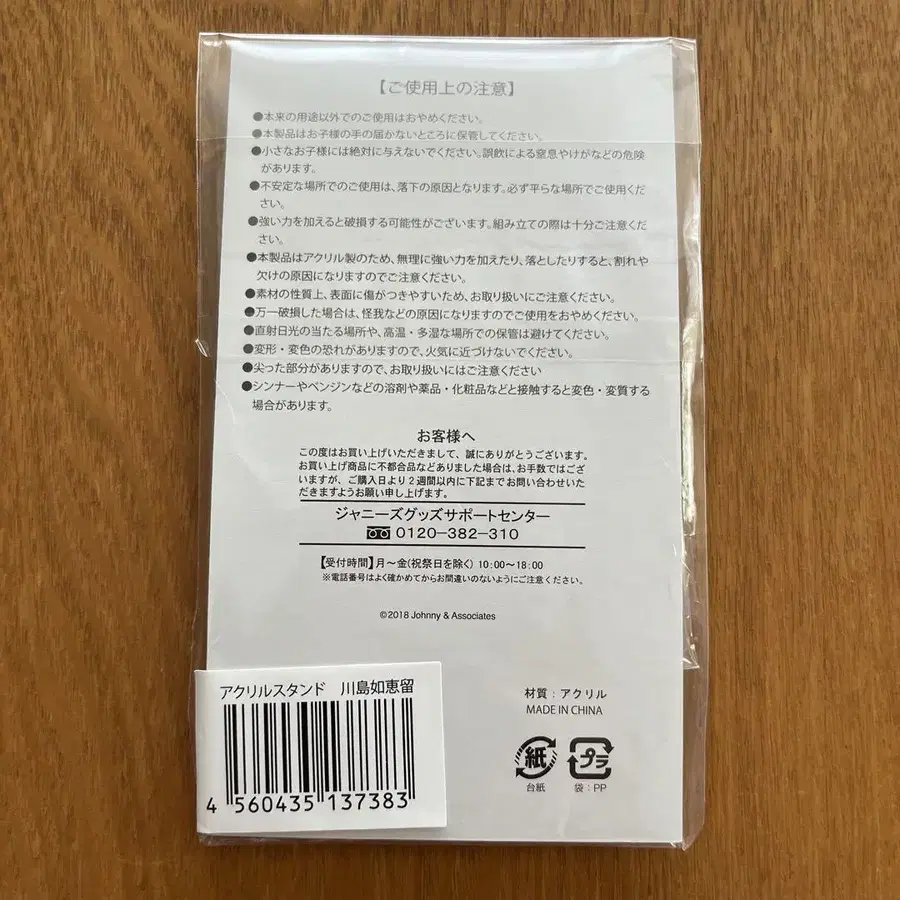 【ご使用上の注意】
●本来の用途以外でのご使用はおやめください。
●本製品はお子様の手の届かないところに保管してください。
●小さなお子様には絶対に与えないでください。誤飲による窒息やけがなどの危険
があります。
●不安定な場所でのご使用は、落下の原因となります。必ず平らな場所でご使用くだ
さい。
●強い力を加えると破損する可能性がございます。組み立ての際は十分ご注意くだ
さい。
●本製品はアクリル製のため、無理に強い力を加えたり、落としたりすると、割れや
欠けの原因になりますのでご注意ください。
●素材の性質上、表面に傷がつきやすいため、お取り扱いにご注意ください。
●万一破損した場合は、怪我などの原因になりますのでご使用をおやめください。
●直射日光の当たる場所や、高温・多湿な場所での保管は避けてください。
●変形・変色の恐れがありますので、火気に近づけないでください。
●尖った部分がありますので、お取り扱いにはご注意ください
●シンナーやベンジンなどの溶剤や薬品・化粧品などと接触すると変色・変質する
場合があります。
お客様へ
この度はお買い上げいただきまして、誠にありがとうございます。
お買い上げ商品に不都合品などありました場合は、お手数ではござ
いますが、ご購入日より2週間以内に下記までお問い合わせいた
だきますようお願い申し上げます。
ジャニーズグッズサポートセンター
0120-382-310
【受付時間】月〜金(祝祭日を除く) 10:00〜18:00
※電話番号はよく確かめてからお間違いのないようにご注意ください。
©2018 Johnny & Associates
アクリルスタンド 川島如恵留
4 560435 137383
材質:アクリル
MADE IN CHINA
紙
プラ
台紙
袋:PP